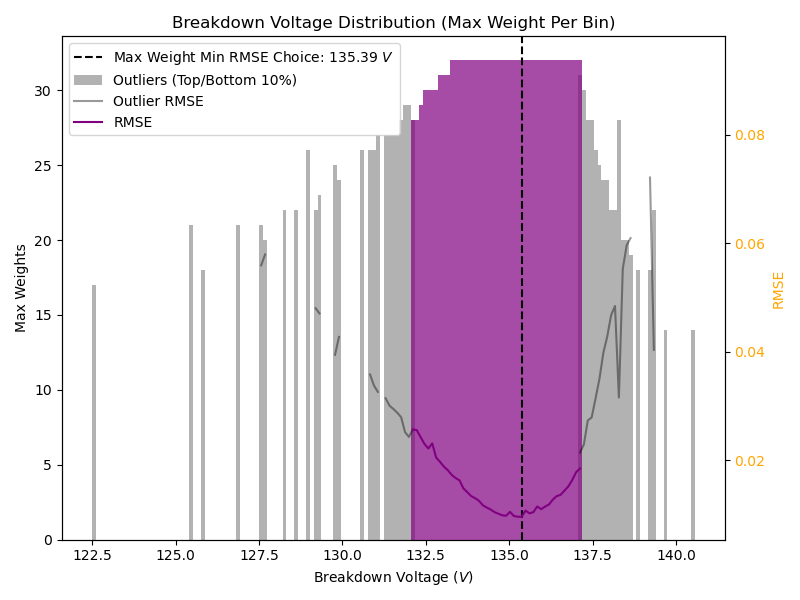 Breakdown Voltage Distribution (Max Weight Per Bin)
Max Weight Min RMSE Choice: 135.39 V
Outliers (Top/Bottom 10%)
Outlier RMSE
RMSE
Max Weights
30
25
20
15
10
5
0
0.08
0.06
0.04
0.02
RMSE
122.5 125.0 127.5 130.0 132.5 135.0 137.5 140.0
Breakdown Voltage (V)